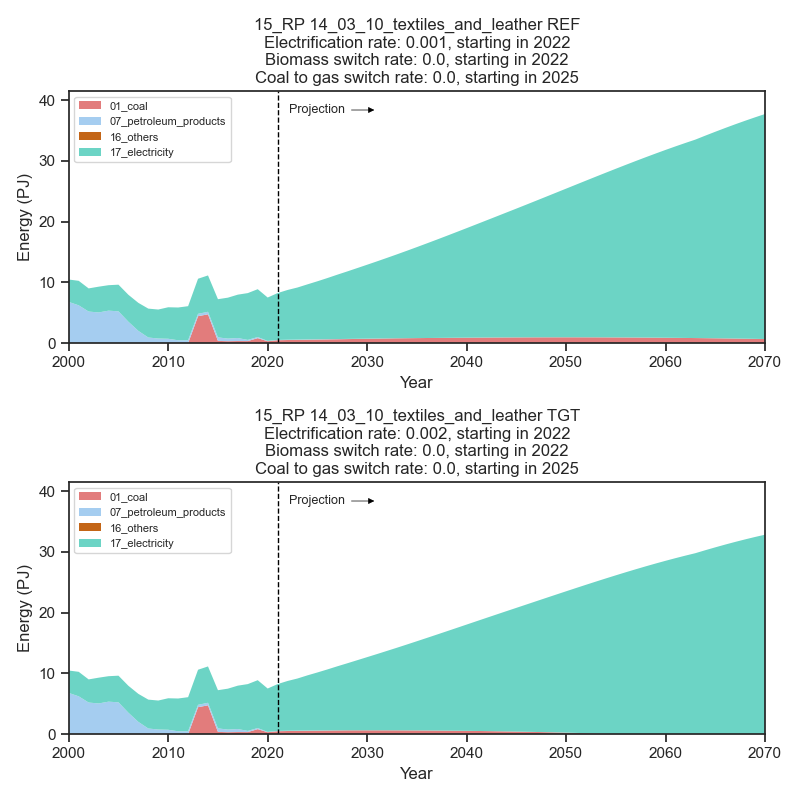 15_RP 14_03_10_textiles_and_leather REF
Electrification rate: 0.001, starting in 2022
Biomass switch rate: 0.0, starting in 2022
Coal to gas switch rate: 0.0, starting in 2025
40
30
20
10
0
Energy (PJ)
01_coal
07_petroleum_products
16_others
17_electricity
Projection
2000 2010 2020 2030 2040 2050 2060 2070
Year
15_RP 14_03_10_textiles_and_leather TGT
Electrification rate: 0.002, starting in 2022
Biomass switch rate: 0.0, starting in 2022
Coal to gas switch rate: 0.0, starting in 2025
40
30
20
10
0
Energy (PJ)
01_coal
07_petroleum_products
16_others
17_electricity
Projection
2000 2010 2020 2030 2040 2050 2060 2070
Year